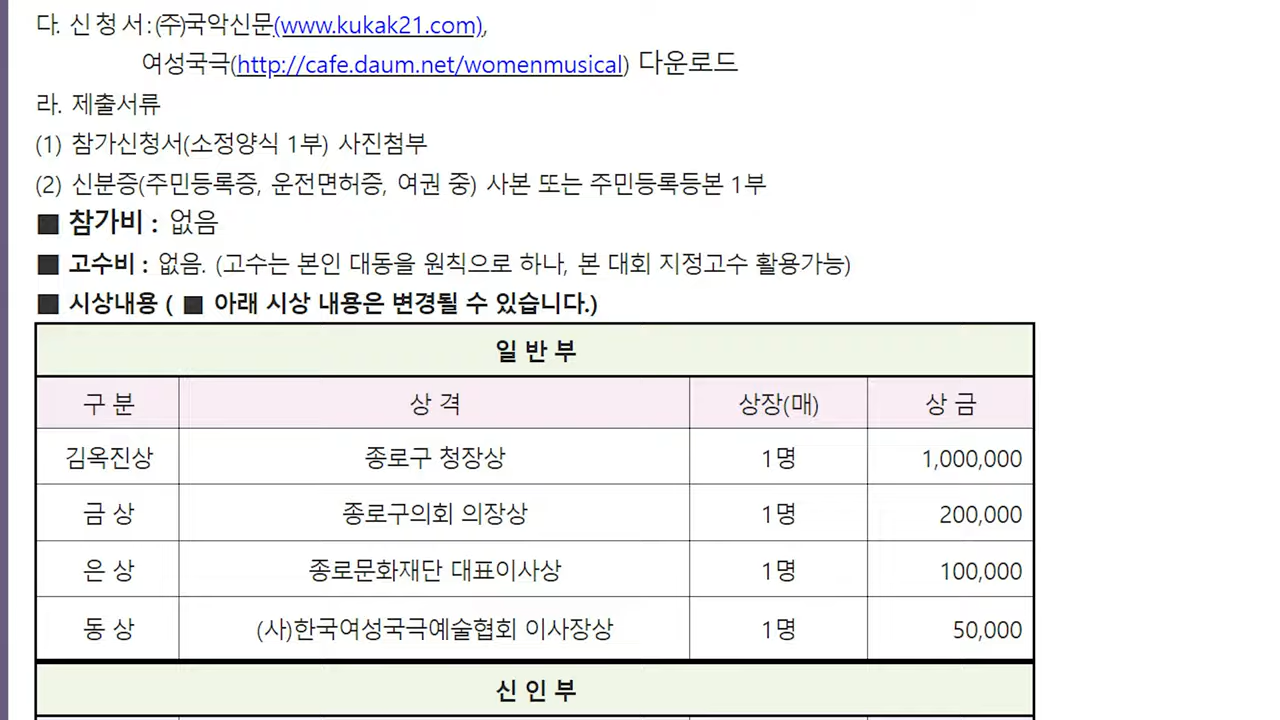 다. 신 청 서 : ㈜국악신문(www.kukak21.com),
여성국극(http://cafe.daum.net/womenmusical) 다운로드
라. 제출서류
(1) 참가신청서(소정양식 1부) 사진첨부
(2) 신분증(주민등록증, 운전면허증, 여권 중) 사본 또는 주민등록등본 1부
■ 참가비 : 없음
■ 고수비 : 없음. (고수는 본인 대동을 원칙으로 하나, 본 대회 지정고수 활용가능)
■ 시상내용 ( ■ 아래 시상 내용은 변경될 수 있습니다.)
일 반 부
구 분 상 격 상장(매) 상 금
김옥진상 종로구 청장상 1명 1,000,000
금 상 종로구의회 의장상 1명 200,000
은 상 종로문화재단 대표이사상 1명 100,000
동 상 (사)한국여성국극예술협회 이사장상 1명 50,000
신 인 부